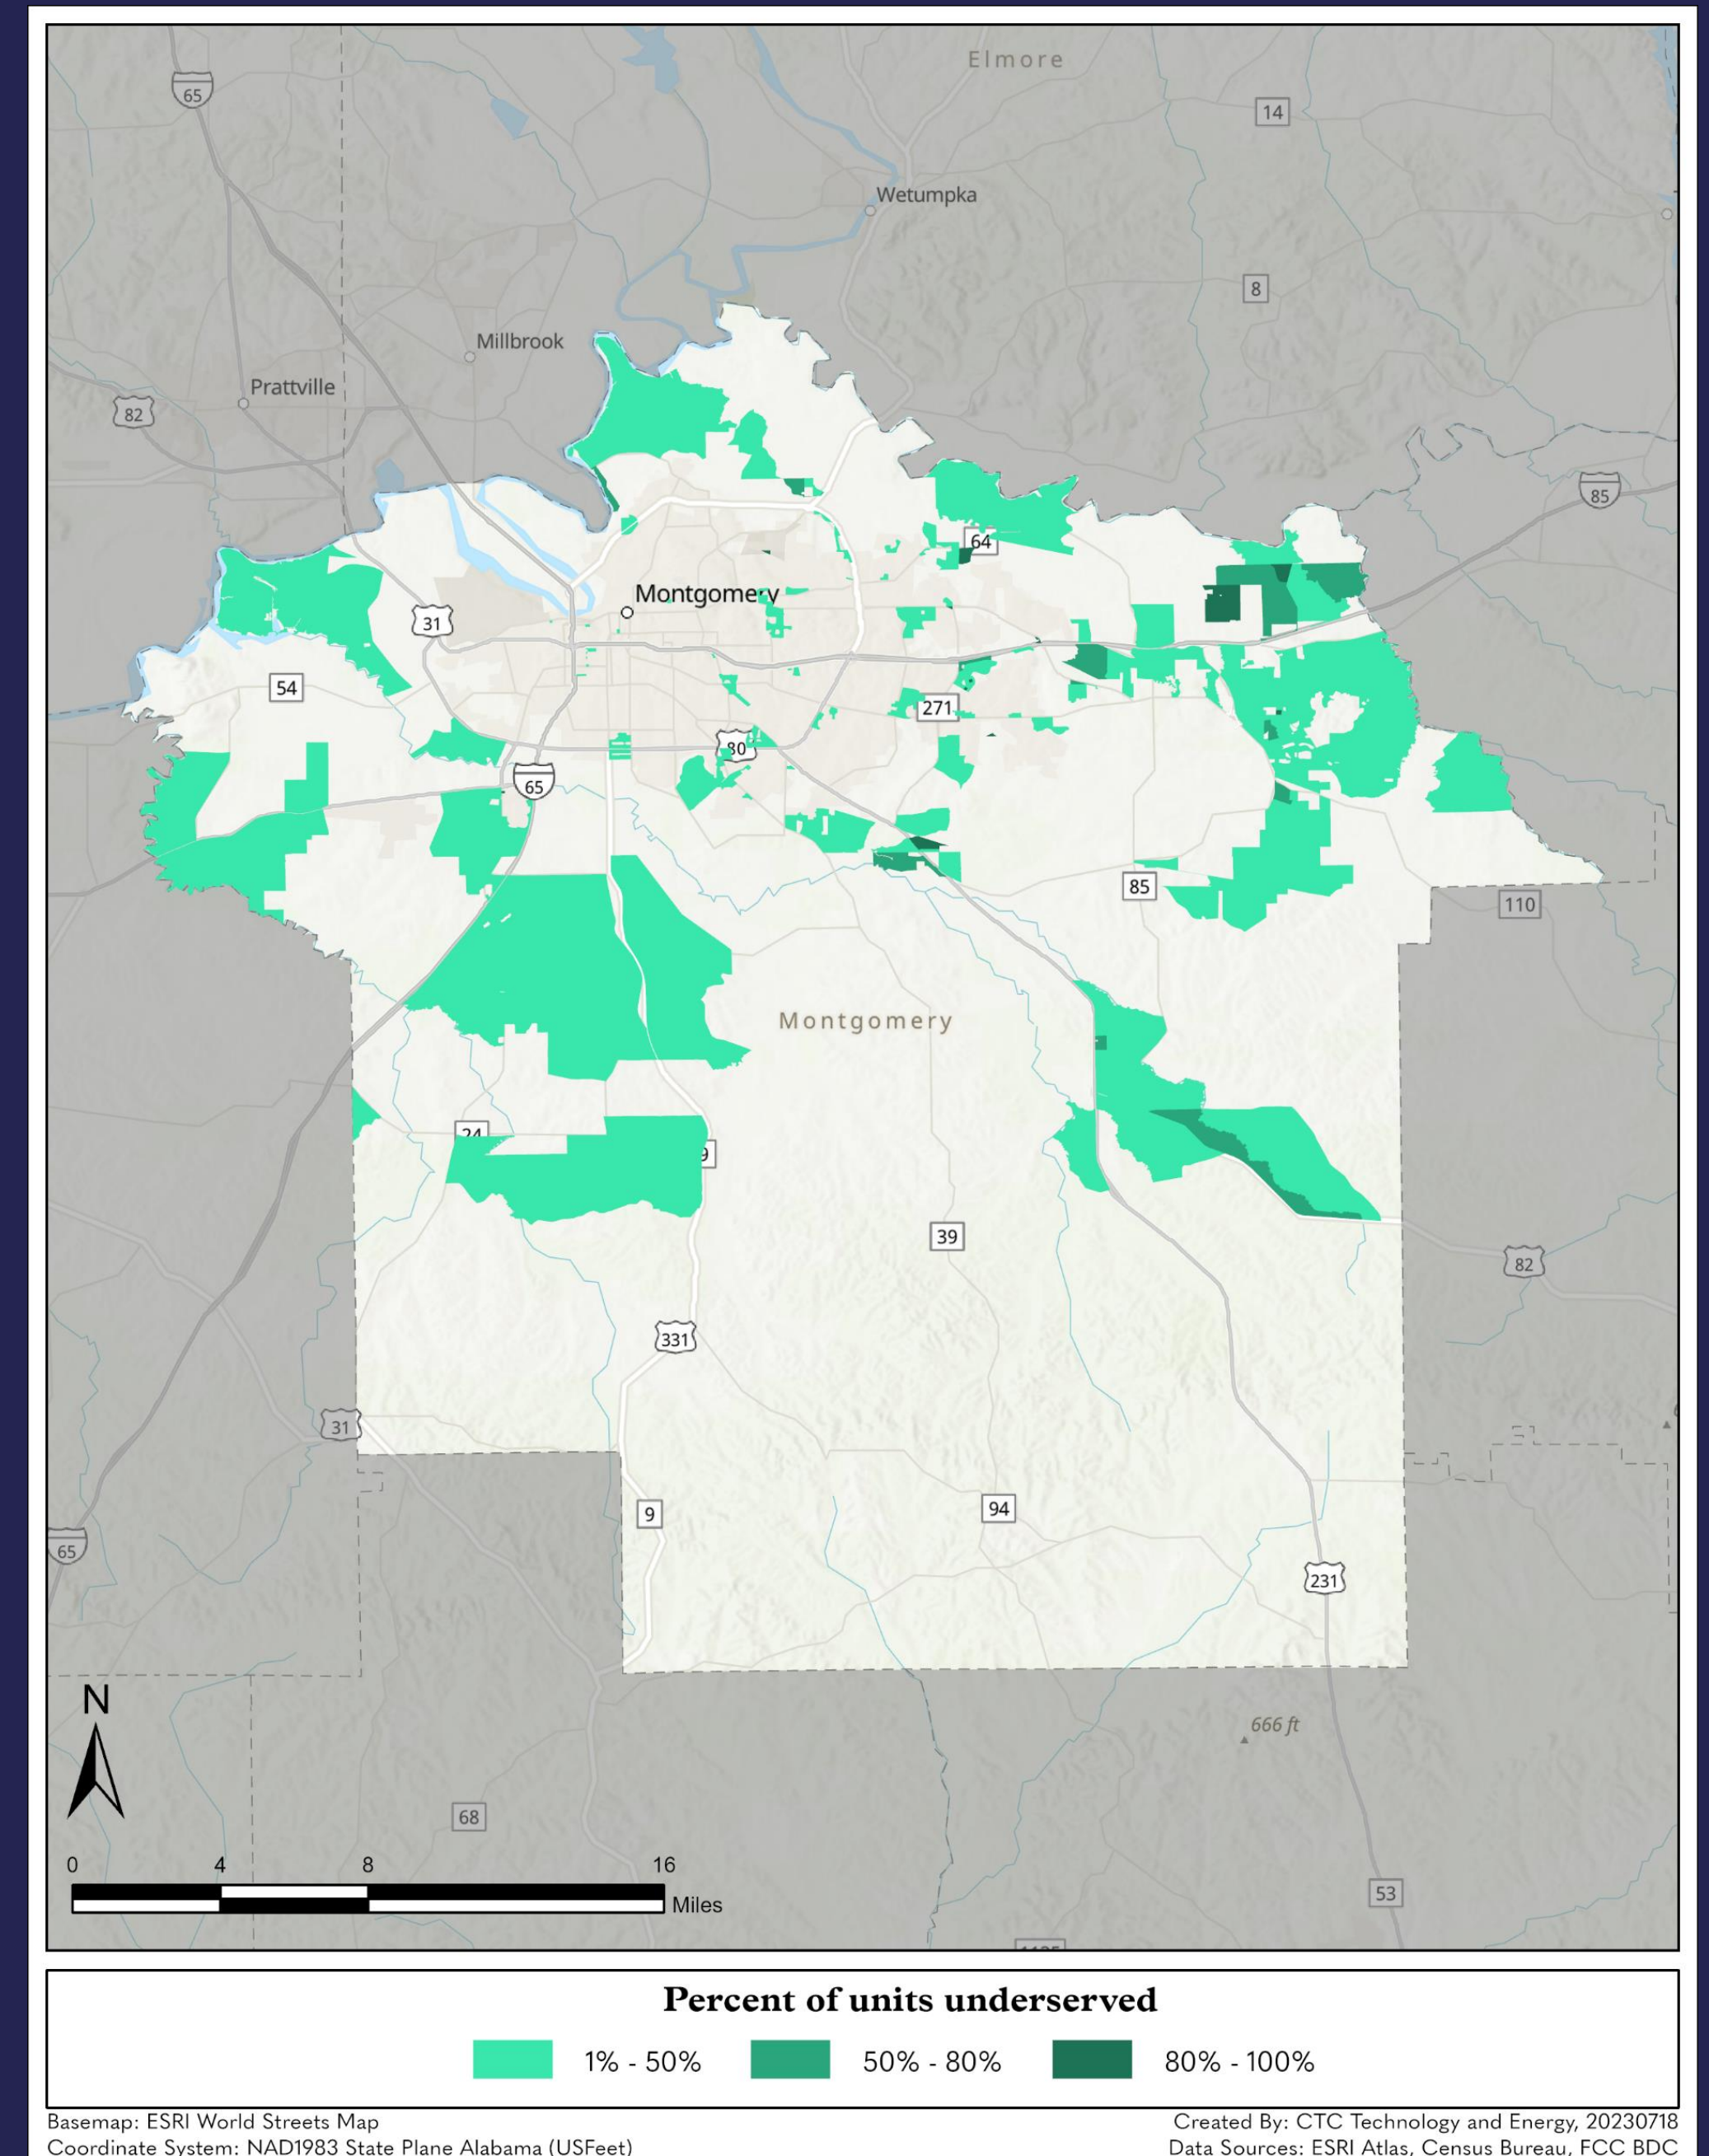 Elmore
65
14
Wetumpka
8
Millbrook
Prattville
82
85
64
Montgomery
31
54
271
80
65
85
110
Montgomery
24
9
39
82
331
31
9
94
65
231
N
666 ft
68
0 4 8 16
Miles
53
Percent of units underserved
1% - 50% 50% - 80% 80% - 100%
Basemap: ESRI World Streets Map
Created By: CTC Technology and Energy, 20230718
Coordinate System: NAD1983 State Plane Alabama (USFeet)
Data Sources: ESRI Atlas, Census Bureau, FCC BDC